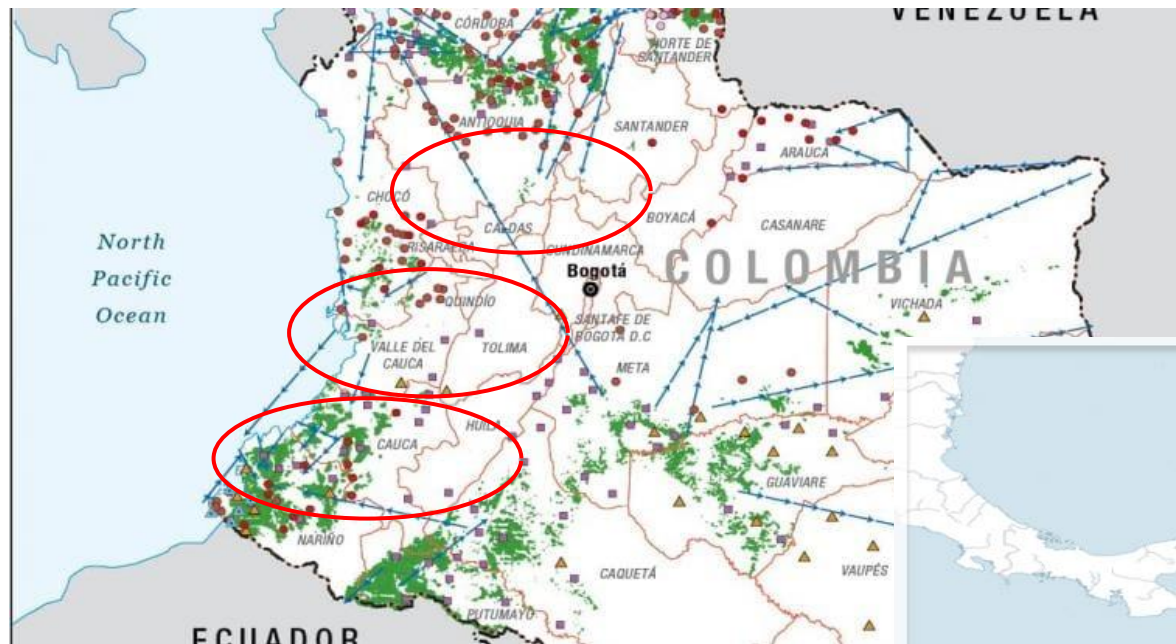 VENEZUELA
CÓRDOBA
NORTE DE
SANTANDER
ANTIOQUIA
SANTANDER
ARAUCA
CHOCÓ
BOYACÁ
CASANARE
CALDAS
RISARALDA
CUNDINAMARCA
North
Pacific
Ocean
Bogotá
COLOMBIA
QUINDÍO
VICHADA
SANTAFE DE
BOGOTA D.C
VALLE DEL
CAUCA
TOLIMA
META
HUILA
CAUCA
GUAVIARE
NARIÑO
CAQUETÁ
VAUPÉS
PUTUMAYO
ECUADOR